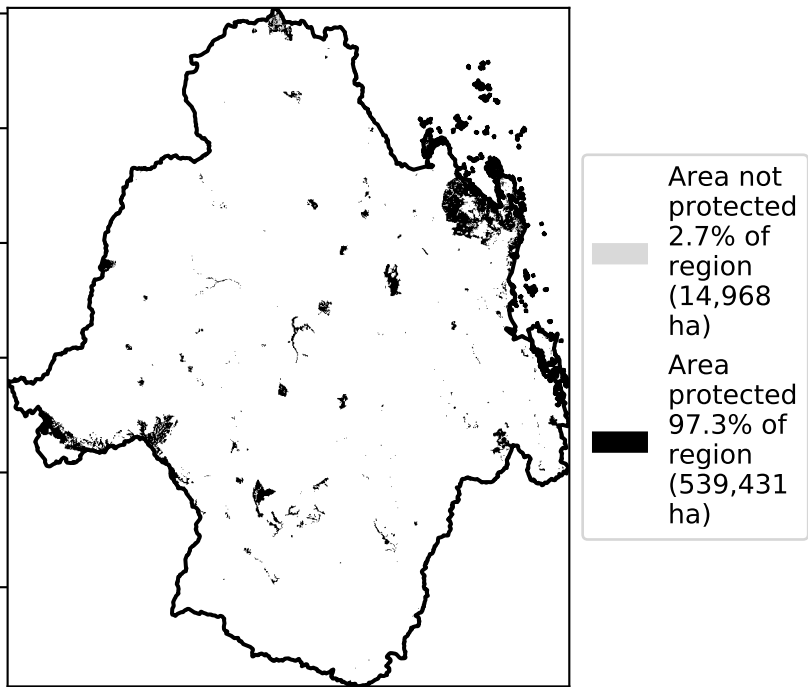 Area not
protected
2.7% of
region
(14,968
ha)
Area
protected
97.3% of
region
(539,431
ha)